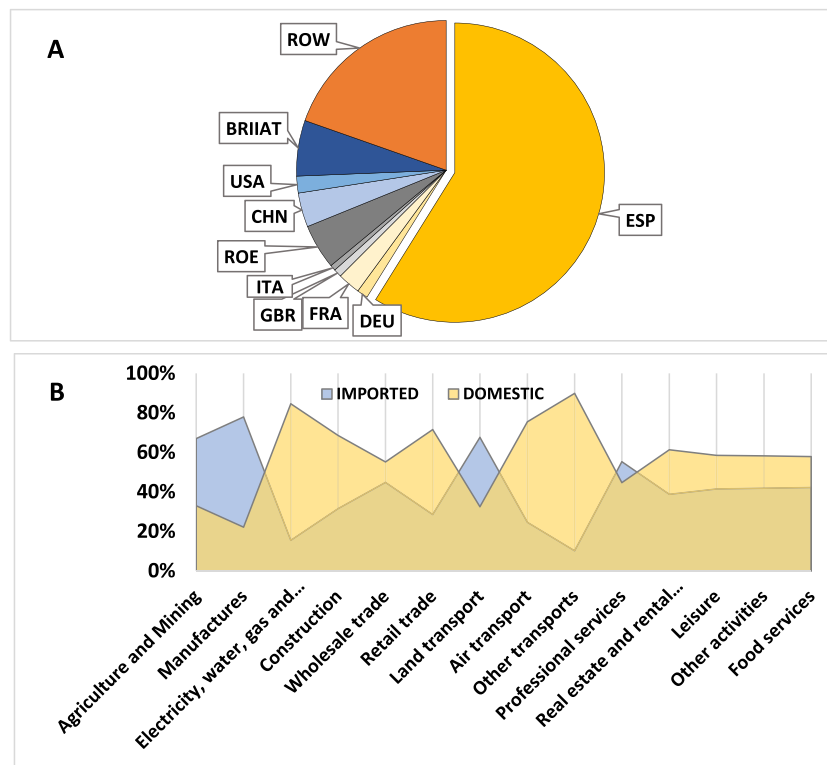 A
ROW
BRIIAT
USA
CHN
ROE
ITA
GBR
FRA
DEU
ESP
B
IMPORTED DOMESTIC
100%
80%
60%
40%
20%
0%
Agriculture and Mining
Manufactures
Electricity, water, gas and...
Construction
Wholesale trade
Retail trade
Land transport
Air transport
Other transports
Professional services
Real estate and rental...
Leisure
Other activities
Food services